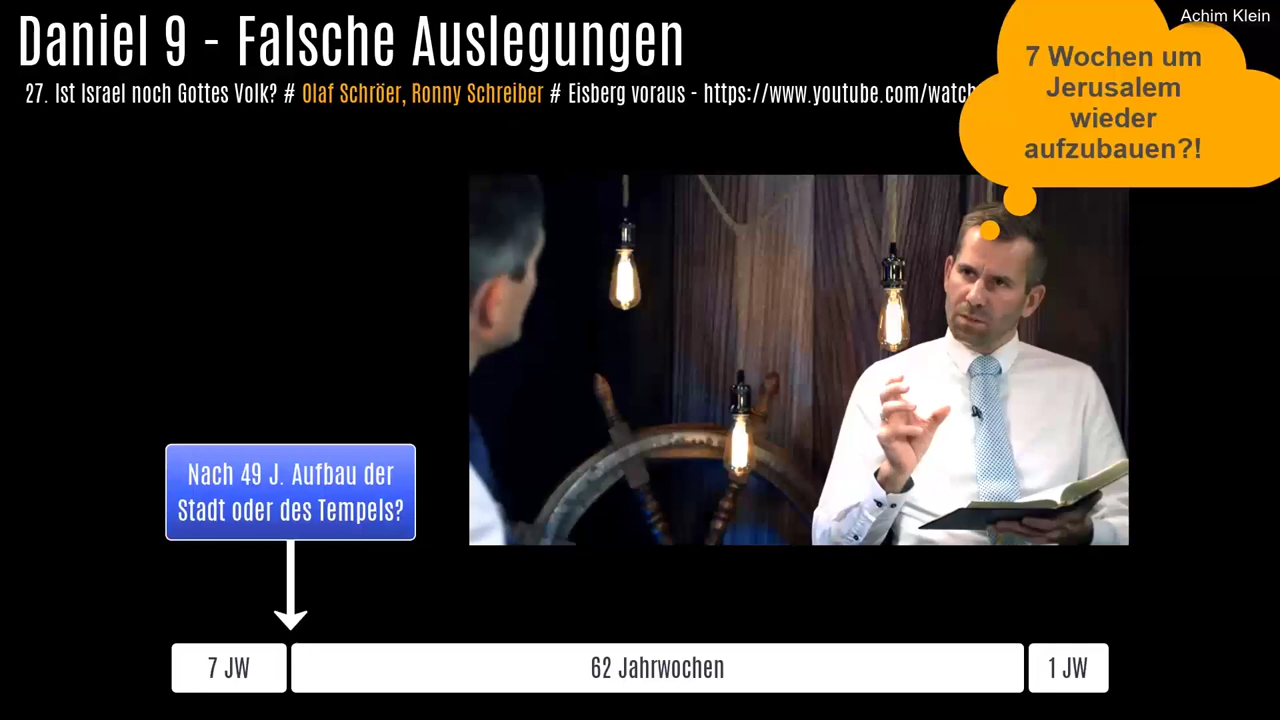 Daniel 9 - Falsche Auslegungen
Achim Klein
27. Ist Israel noch Gottes Volk? # Olaf Schröer, Ronny Schreiber # Eisberg voraus - https://www.youtube.com/watc
7 Wochen um
Jerusalem
wieder
aufzubauen?!
Nach 49 J. Aufbau der
Stadt oder des Tempels?
7 JW
62 Jahrwochen
1 JW